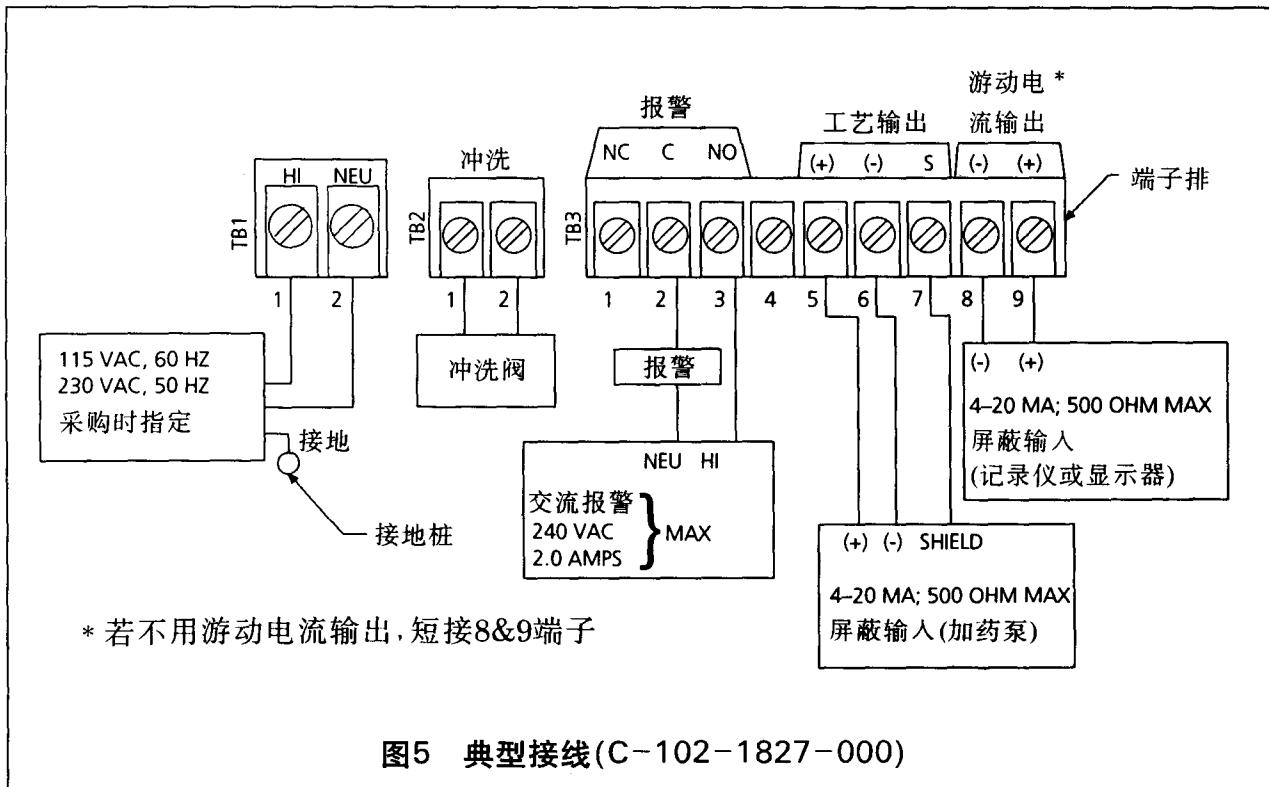 游动电 *
报警
工艺输出
流输出
NC C NO
(+) (-) S
(-) (+)
冲洗
HI NEU
TB1
TB2
TB3
端子排
1 2
1 2
1 2 3 4 5 6 7 8 9
115 VAC, 60 HZ
230 VAC, 50 HZ
采购时指定
接地
接地桩
冲洗阀
报警
NEU HI
交流报警
240 VAC
2.0 AMPS
MAX
(-) (+)
4–20 MA; 500 OHM MAX
屏蔽输入
(记录仪或显示器)
(+) (-) SHIELD
4–20 MA; 500 OHM MAX
屏蔽输入(加药泵)
* 若不用游动电流输出,短接8&9端子
图5 典型接线(C-102-1827-000)